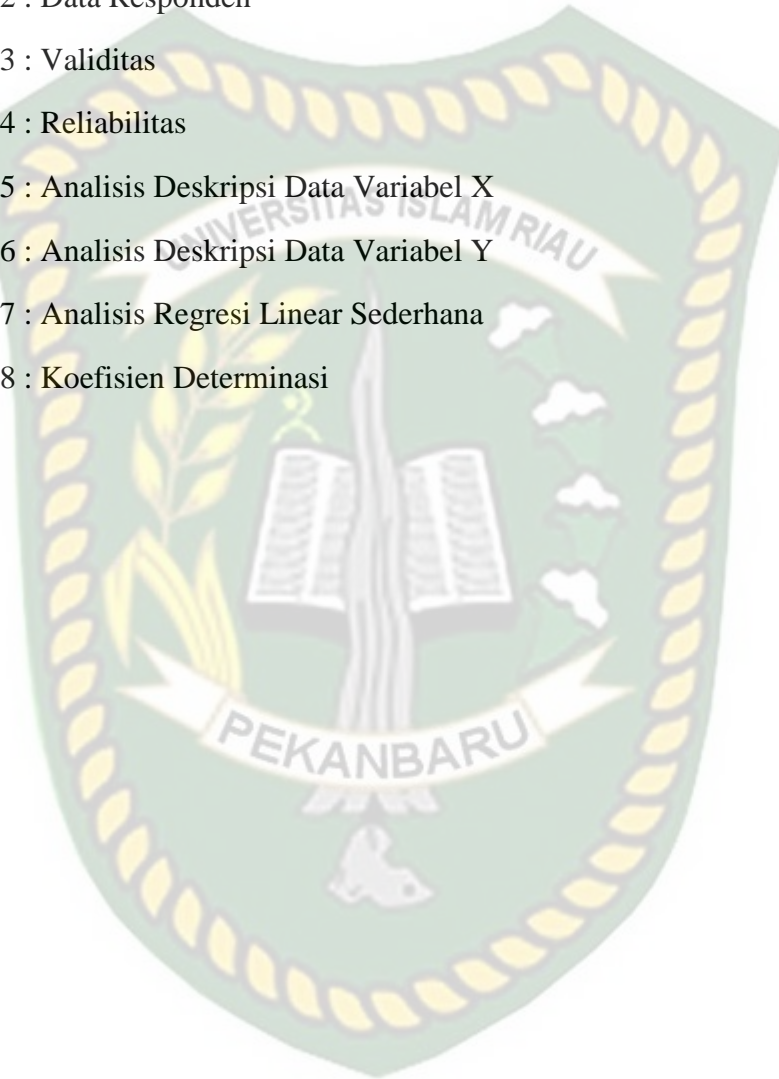 2 : Data Responden
3 : Validitas
4 : Reliabilitas
5 : Analisis Deskripsi Data Variabel X
6 : Analisis Deskripsi Data Variabel Y
7 : Analisis Regresi Linear Sederhana
8 : Koefisien Determinasi
UNIVERSITAS ISLAM RIAU
PEKANBARU